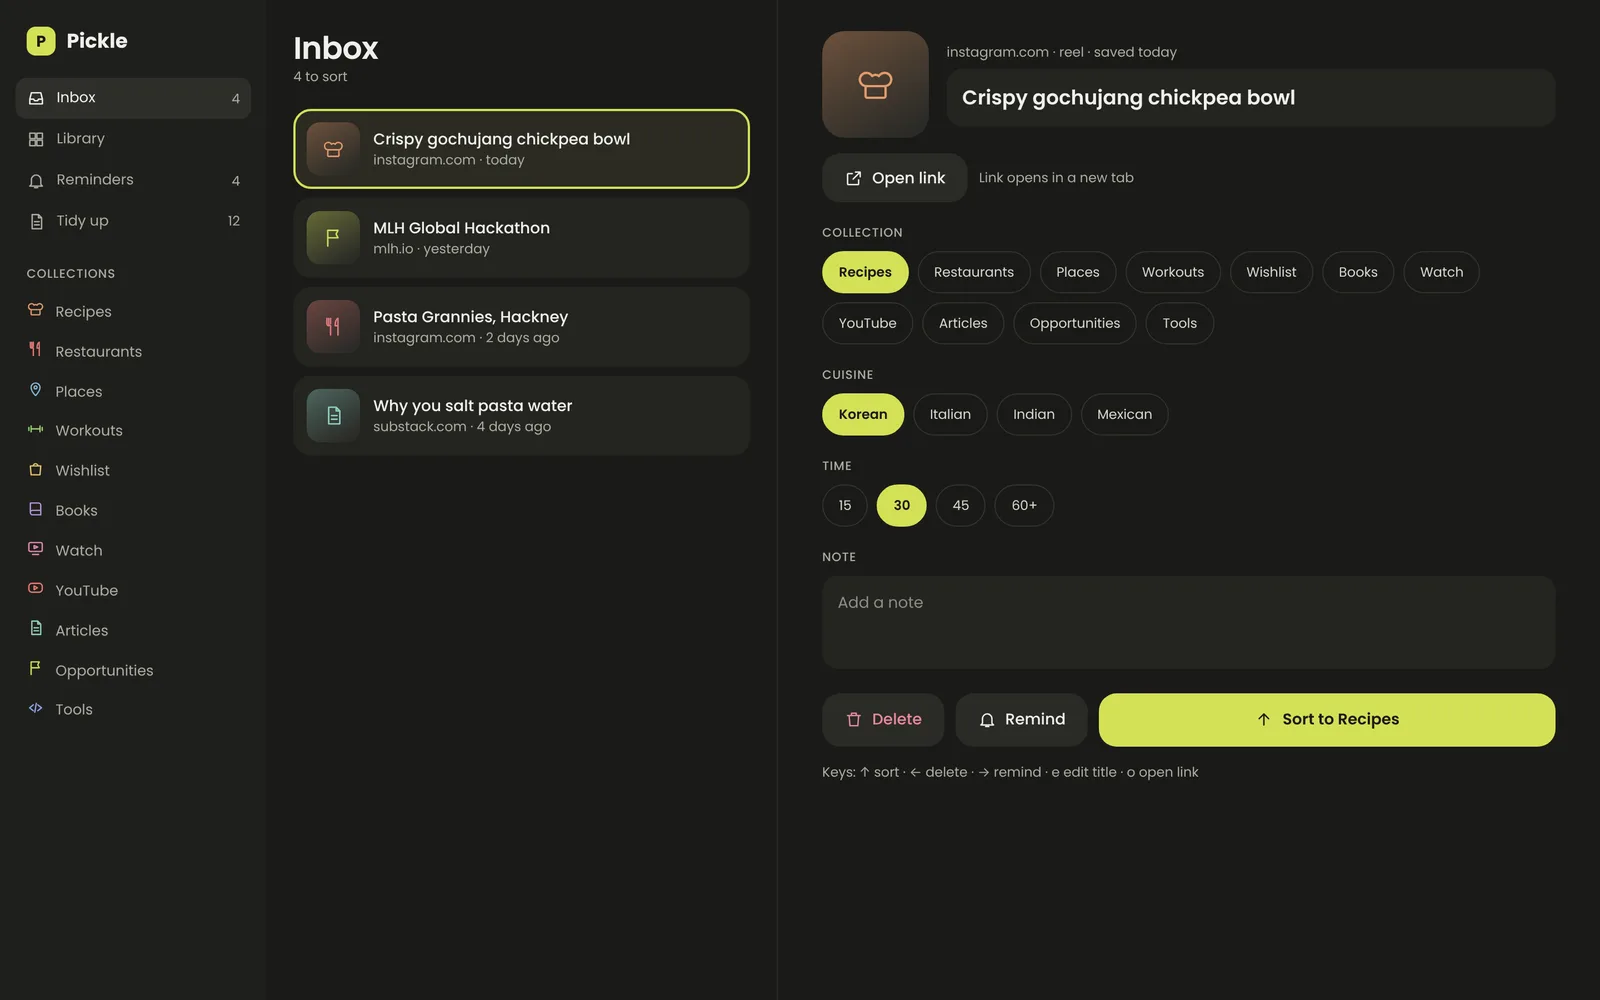 P Pickle
Inbox 4
Library
Reminders 4
Tidy up 12
COLLECTIONS
Recipes
Restaurants
Places
Workouts
Wishlist
Books
Watch
YouTube
Articles
Opportunities
Tools
Inbox
4 to sort
Crispy gochujang chickpea bowl
instagram.com · today
MLH Global Hackathon
mlh.io · yesterday
Pasta Grannies, Hackney
instagram.com · 2 days ago
Why you salt pasta water
substack.com · 4 days ago
instagram.com · reel · saved today
Crispy gochujang chickpea bowl
Open link Link opens in a new tab
COLLECTION
Recipes Restaurants Places Workouts Wishlist Books Watch
YouTube Articles Opportunities Tools
CUISINE
Korean Italian Indian Mexican
TIME
15 30 45 60+
NOTE
Add a note
Delete Remind ↑ Sort to Recipes
Keys: ↑ sort · ← delete · → remind · e edit title · o open link